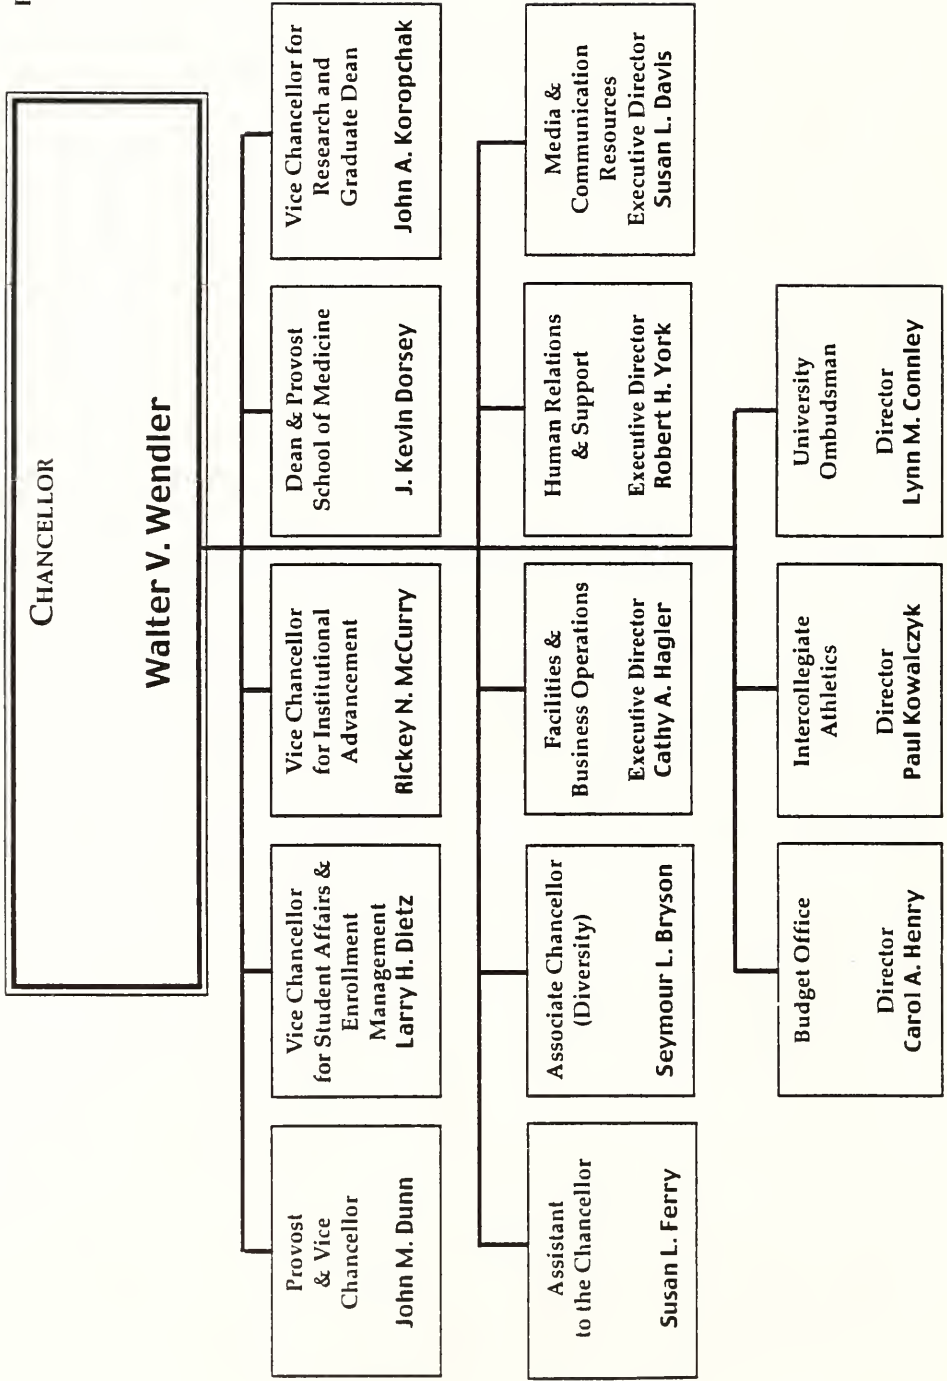 CHANCELLOR
Walter V. Wendler
Provost
& Vice
Chancellor
John M. Dunn
Vice Chancellor
for Student Affairs &
Enrollment
Management
Larry H. Dietz
Vice Chancellor
for Institutional
Advancement
Rickey N. McCurry
Dean & Provost
School of Medicine
J. Kevin Dorsey
Vice Chancellor for
Research and
Graduate Dean
John A. Koropchak
Assistant
to the Chancellor
Susan L. Ferry
Associate Chancellor
(Diversity)
Seymour L. Bryson
Facilities &
Business Operations
Executive Director
Cathy A. Hagler
Human Relations
& Support
Executive Director
Robert H. York
Media &
Communication
Resources
Executive Director
Susan L. Davis
Budget Office
Director
Carol A. Henry
Intercollegiate
Athletics
Director
Paul Kowalczyk
University
Ombudsman
Director
Lynn M. Connley